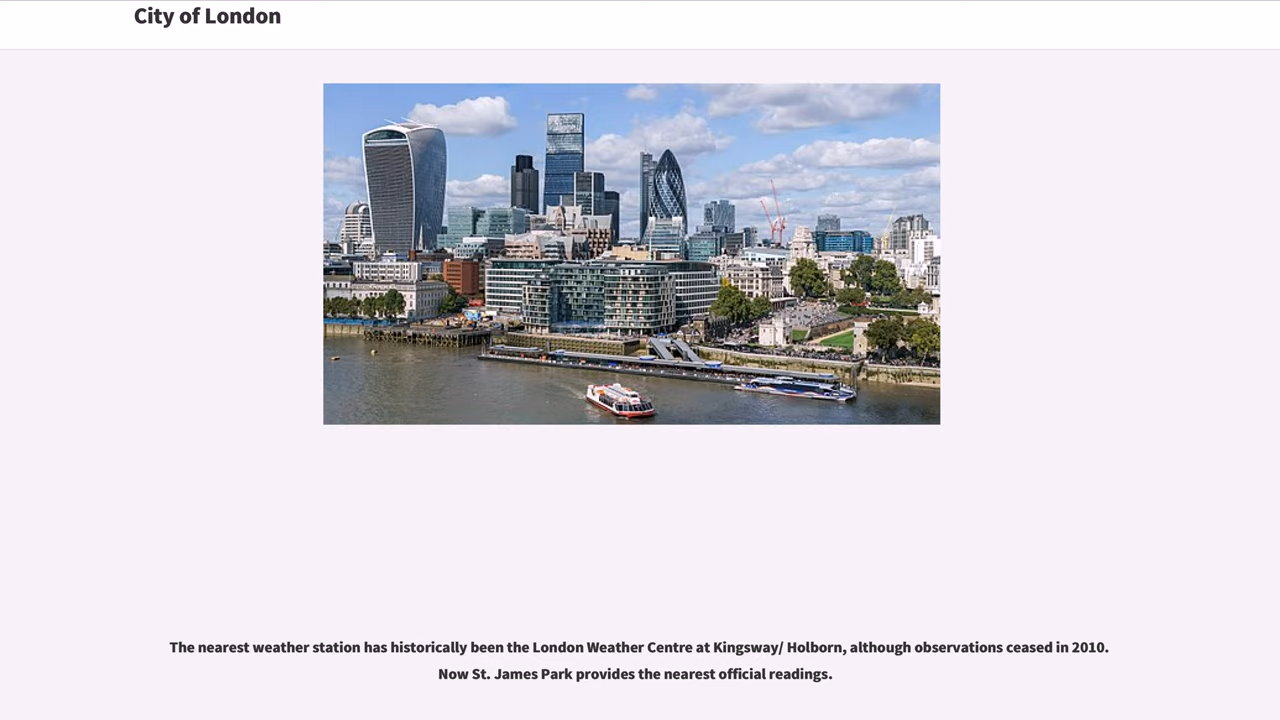 City of London
The nearest weather station has historically been the London Weather Centre at Kingsway/ Holborn, although observations ceased in 2010.
Now St. James Park provides the nearest official readings.